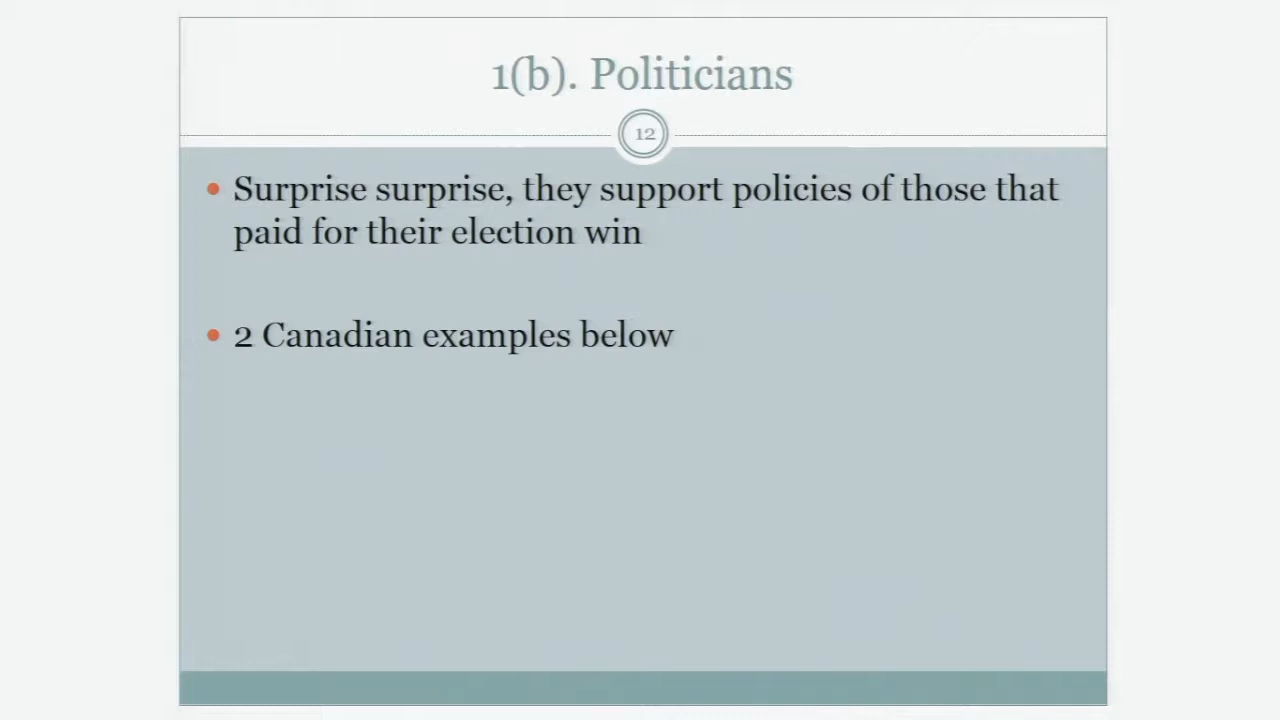 1(b). Politicians
12
• Surprise surprise, they support policies of those that
paid for their election win
• 2 Canadian examples below